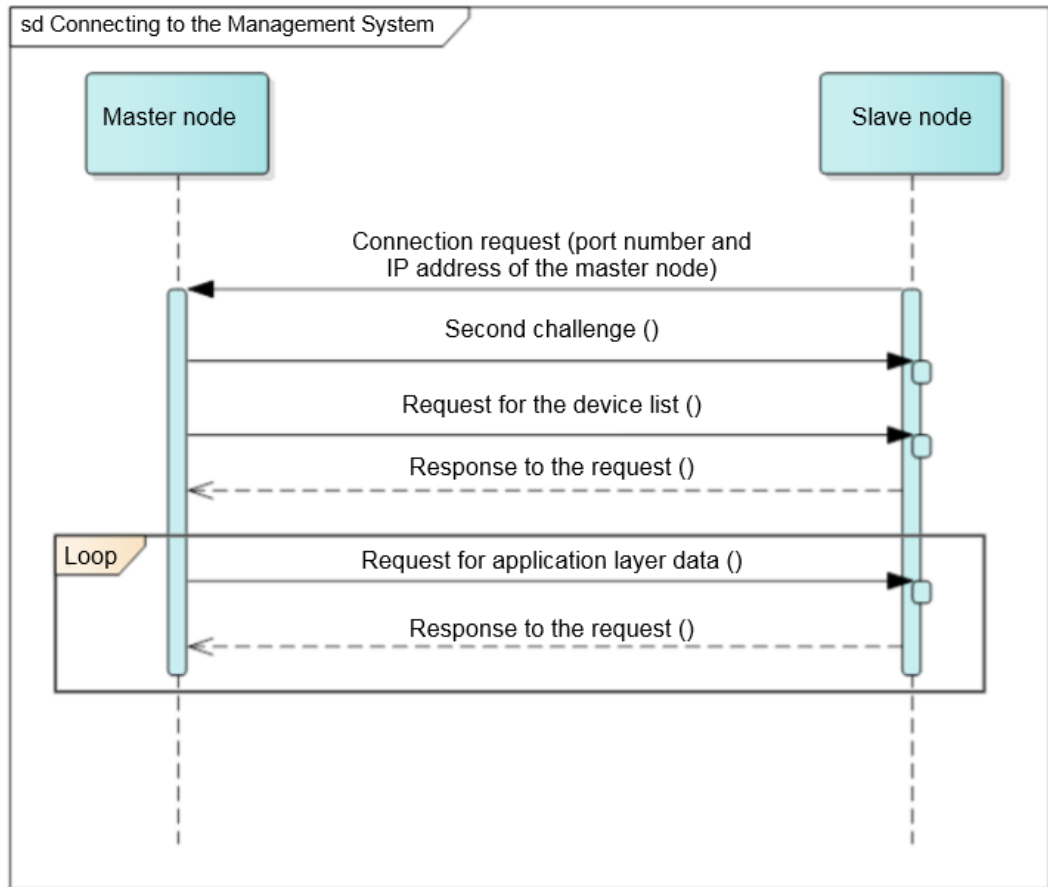 sd Connecting to the Management System
Master node
Slave node
Connection request (port number and
IP address of the master node)
Second challenge ()
Request for the device list ()
Response to the request ()
Loop
Request for application layer data ()
Response to the request ()